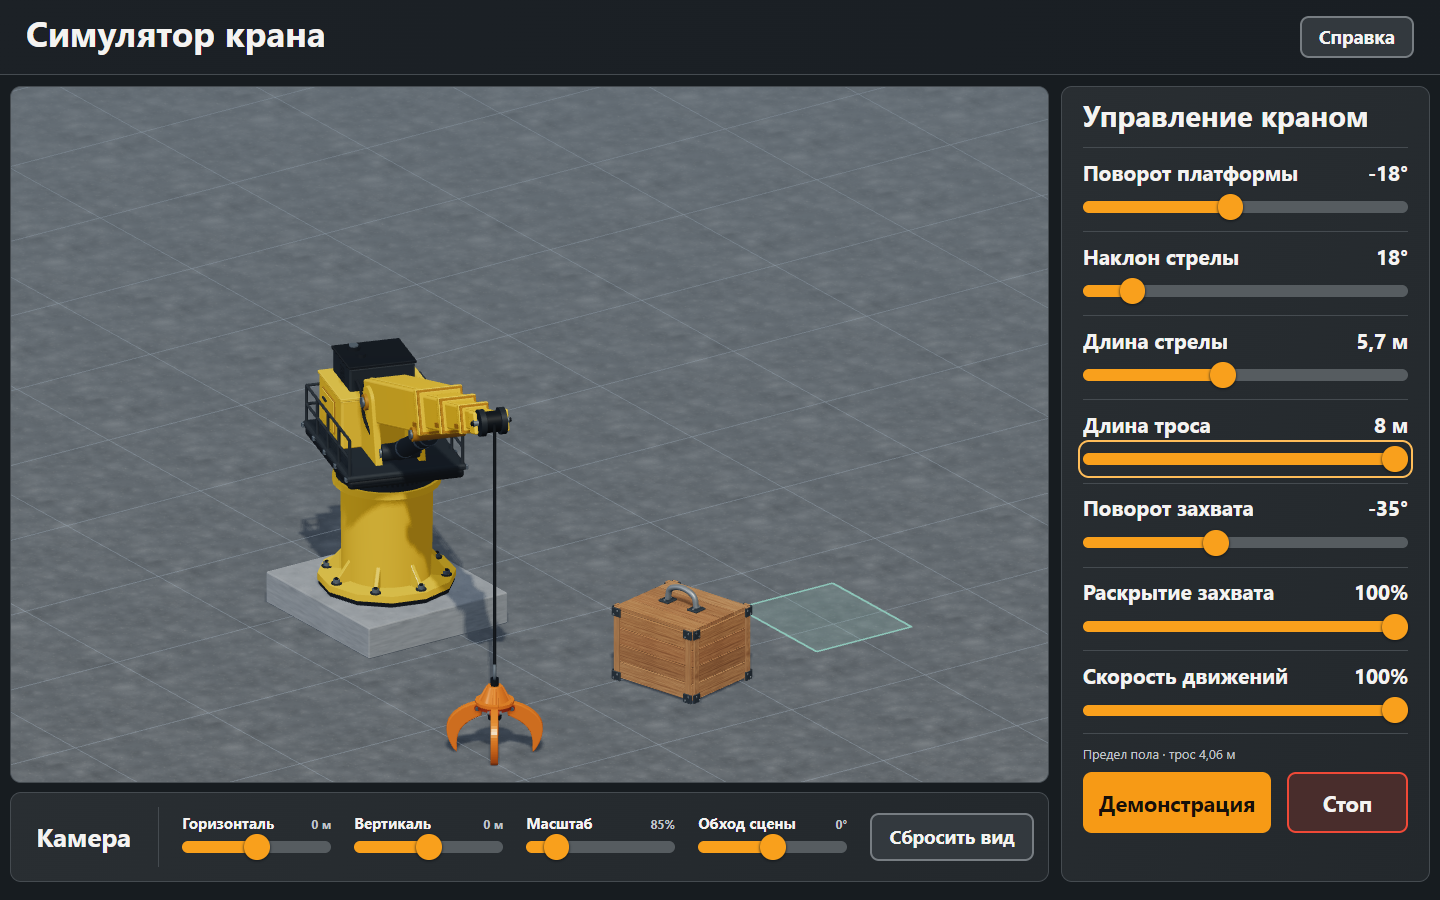 Симулятор крана
Справка
Управление краном
Поворот платформы -18°
Наклон стрелы 18°
Длина стрелы 5,7 м
Длина троса 8 м
Поворот захвата -35°
Раскрытие захвата 100%
Скорость движений 100%
Предел пола · трос 4,06 м
Демонстрация Стоп
Камера
Горизонталь 0 м
Вертикаль 0 м
Масштаб 85%
Обход сцены 0°
Сбросить вид